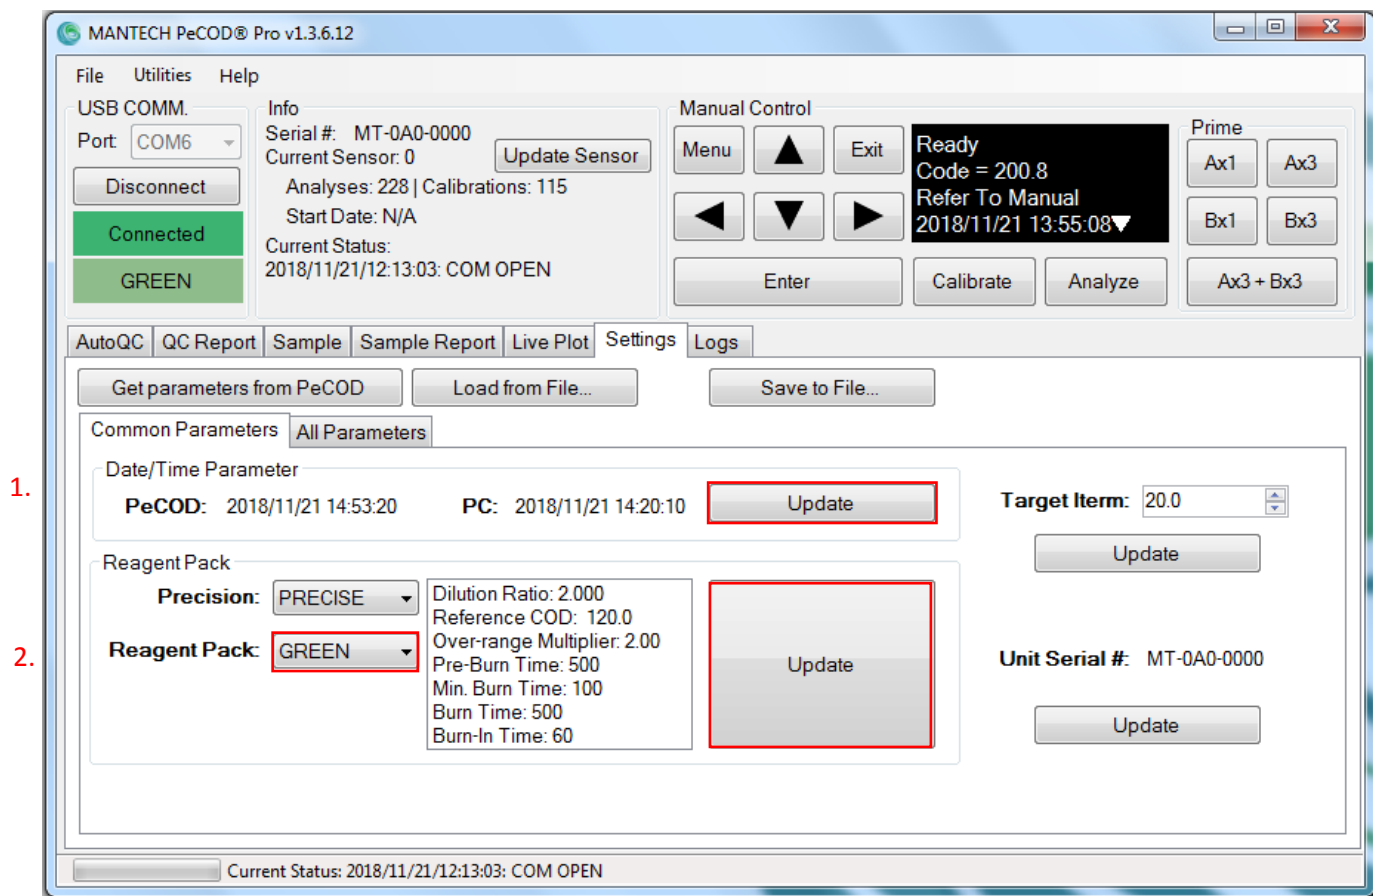 MANTECH PeCOD® Pro v1.3.6.12
X
File Utilities Help
USB COMM.
Port: COM6
Disconnect
Connected
GREEN
Info
Serial #: MT-0A0-0000
Current Sensor: 0
Update Sensor
Analyses: 228 | Calibrations: 115
Start Date: N/A
Current Status:
2018/11/21/12:13:03: COM OPEN
Manual Control
Menu
Exit
Enter
Ready
Code = 200.8
Refer To Manual
2018/11/21 13:55:08
Calibrate
Analyze
Prime
Ax1 Ax3
Bx1 Bx3
Ax3 + Bx3
AutoQC QC Report Sample Sample Report Live Plot Settings Logs
Get parameters from PeCOD Load from File... Save to File...
Common Parameters All Parameters
1.
Date/Time Parameter
PeCOD: 2018/11/21 14:53:20 PC: 2018/11/21 14:20:10 Update
Target Iterm: 20.0
Update
2.
Reagent Pack
Precision: PRECISE
Reagent Pack: GREEN
Dilution Ratio: 2.000
Reference COD: 120.0
Over-range Multiplier: 2.00
Pre-Burn Time: 500
Min. Burn Time: 100
Burn Time: 500
Burn-In Time: 60
Update
Unit Serial #: MT-0A0-0000
Update
Current Status: 2018/11/21/12:13:03: COM OPEN